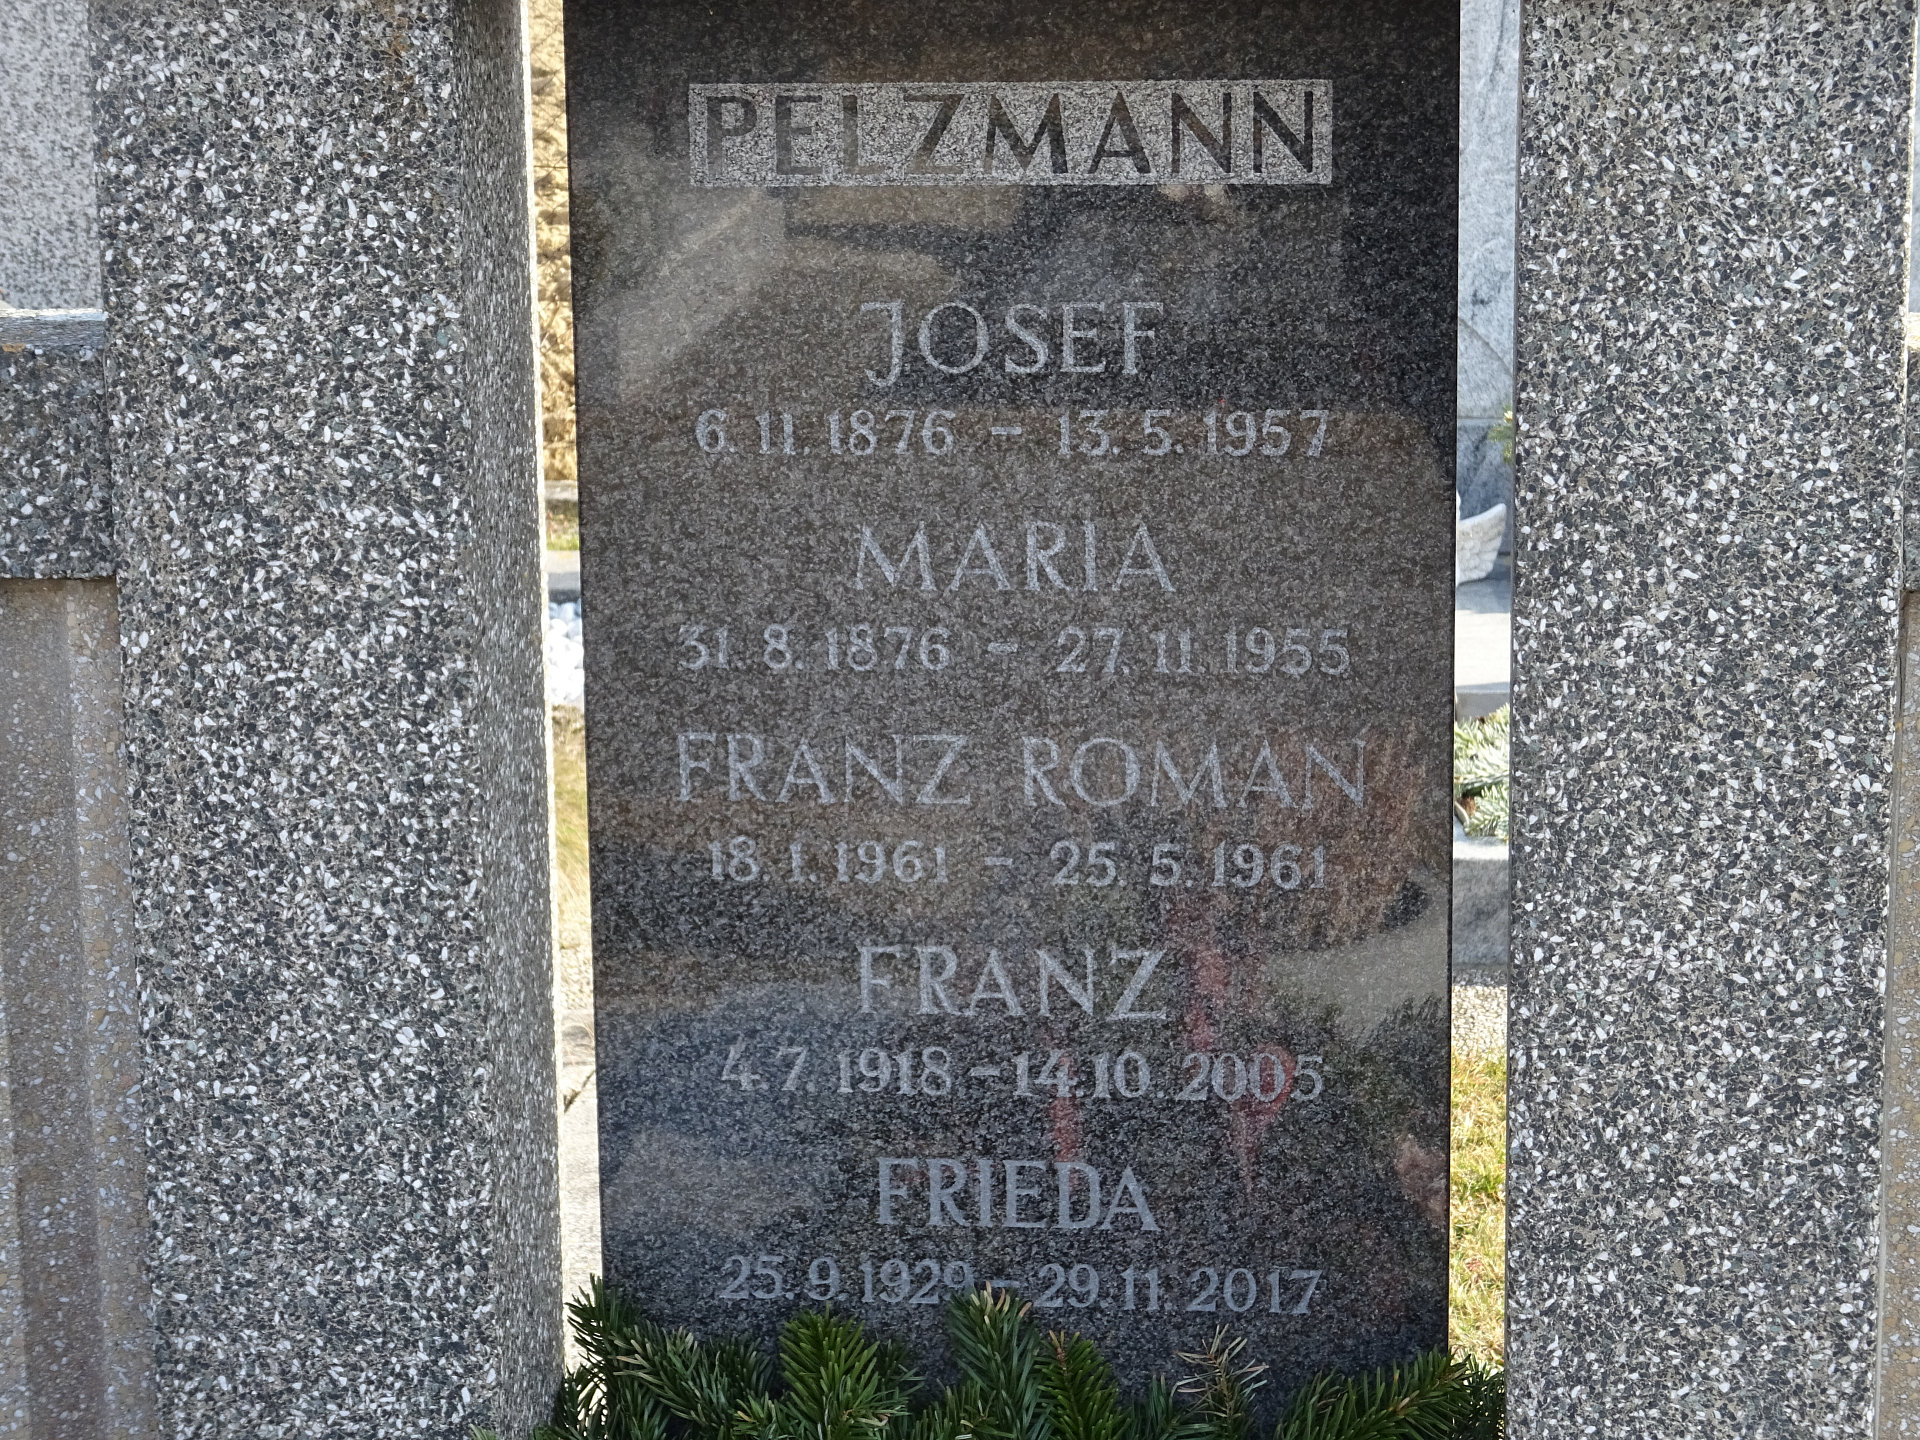 PELZMANN
JOSEF
6. 11. 1876 – 13. 5. 1957
MARIA
31. 8. 1876 – 27. 11. 1955
FRANZ ROMAN
18. 1. 1961 – 25. 5. 1961
FRANZ
4. 7. 1918 – 14. 10. 2005
FRIEDA
25. 9. 1929 – 29. 11. 2017